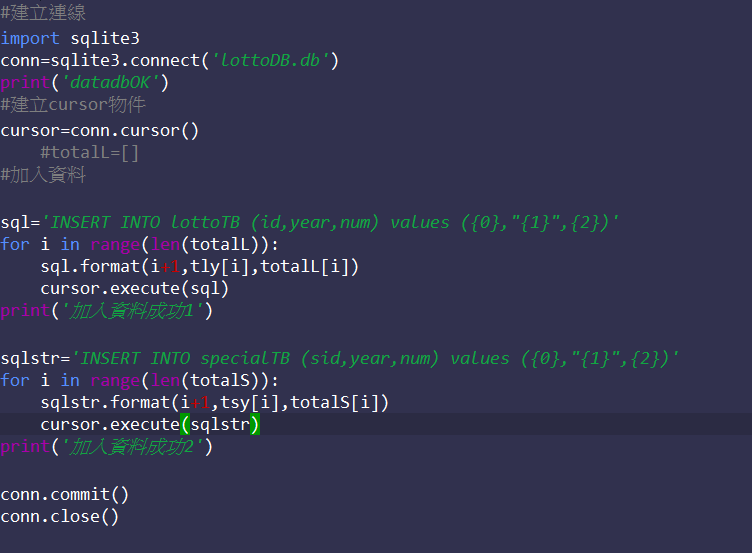 #建立連線
import sqlite3
conn=sqlite3.connect('lottoDB.db')
print('datadbOK')
#建立cursor物件
cursor=conn.cursor()
    #totalL=[]
#加入資料
sql='INSERT INTO lottoTB (id,year,num) values ({0},"{1}",{2})'
for i in range(len(totalL)):
    sql.format(i+1,tly[i],totalL[i])
    cursor.execute(sql)
print('加入資料成功1')
sqlstr='INSERT INTO specialTB (sid,year,num) values ({0},"{1}",{2})'
for i in range(len(totalS)):
    sqlstr.format(i+1,tsy[i],totalS[i])
    cursor.execute(sqlstr)
print('加入資料成功2')
conn.commit()
conn.close()